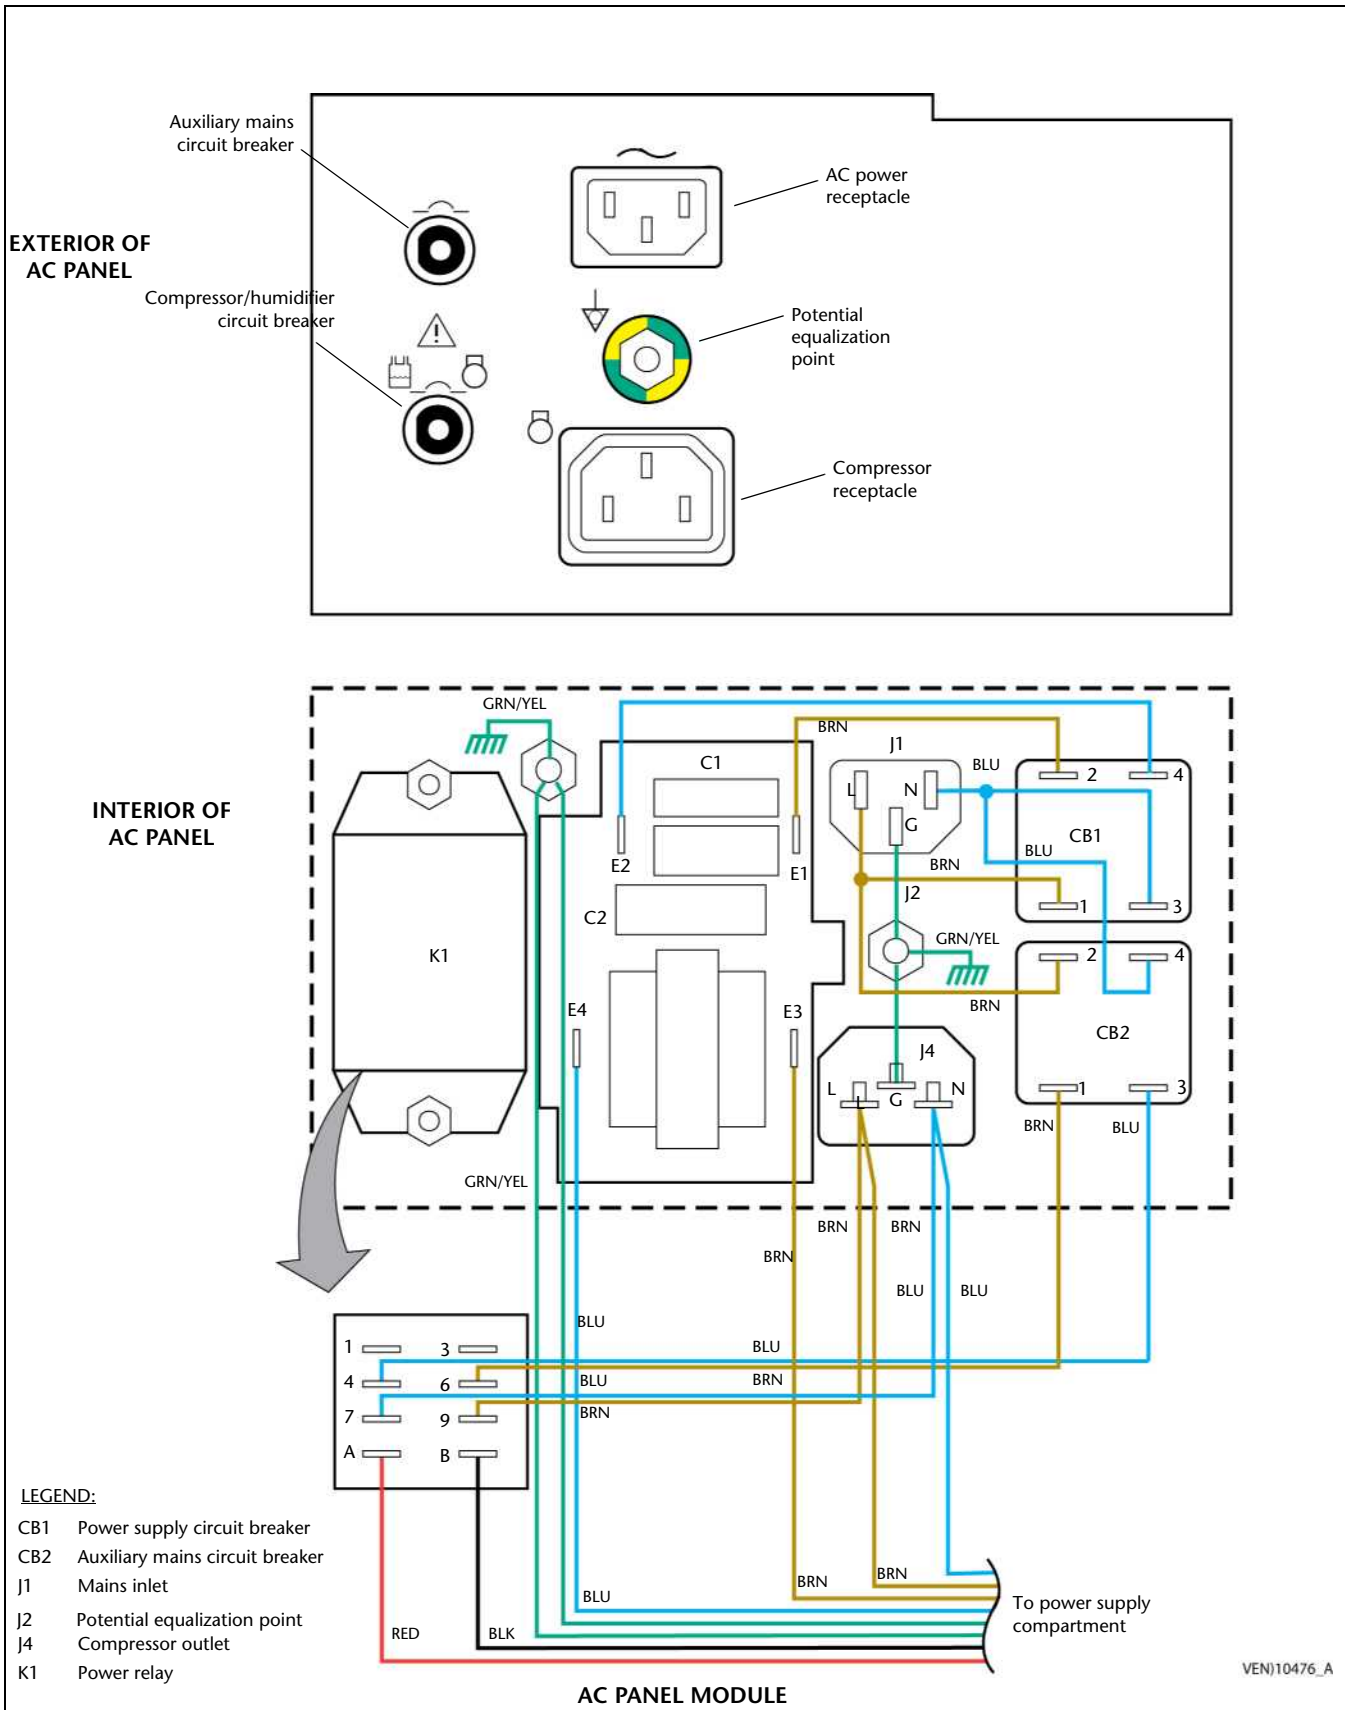 Auxiliary mains
circuit breaker
AC power
receptacle
EXTERIOR OF
AC PANEL
Compressor/humidifier
circuit breaker
Potential
equalization
point
Compressor
receptacle
GRN/YEL
BRN
J1
C1
BLU
2
4
L
N
G
INTERIOR OF
AC PANEL
CB1
BLU
E2
E1
BRN
J2
1
3
C2
GRN/YEL
K1
2
4
BRN
E4
E3
CB2
J4
L
L
G
N
1
3
BRN
BLU
GRN/YEL
BRN
BRN
BRN
BLU
BLU
BLU
1
3
BLU
4
6
BLU
BRN
7
9
BRN
A
B
LEGEND:
CB1 Power supply circuit breaker
CB2 Auxiliary mains circuit breaker
J1 Mains inlet
J2 Potential equalization point
J4 Compressor outlet
K1 Power relay
BRN
BRN
BLU
To power supply
compartment
RED
BLK
VEN)10476_A
AC PANEL MODULE